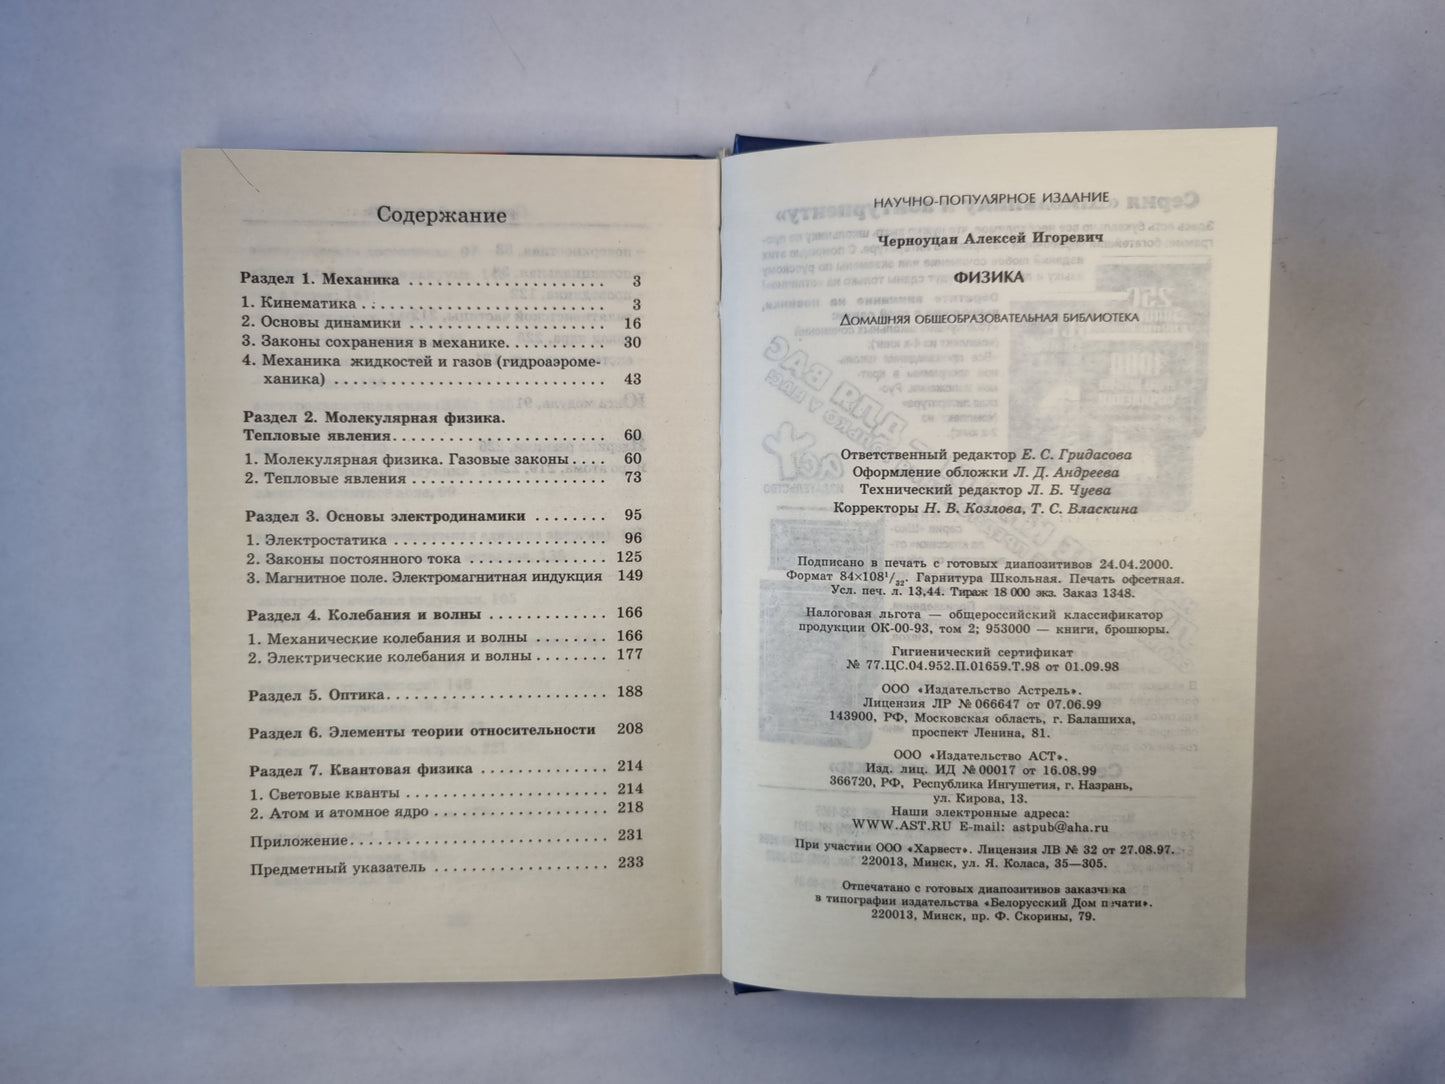 Содержание
Раздел 1. Механика . . . . . . . . . . . . . . . . . . . . . 3
1. Кинематика . . . . . . . . . . . . . . . . . . . . . . . . . 3
2. Основы динамики . . . . . . . . . . . . . . . . . . . . . 16
3. Законы сохранения в механике. . . . . . . . . . . 30
4. Механика жидкостей и газов (гидроаэроме-
ханика) . . . . . . . . . . . . . . . . . . . . . . . . . . . . 43
Раздел 2. Молекулярная физика.
Тепловые явления. . . . . . . . . . . . . . . . . . . . . . . 60
1. Молекулярная физика. Газовые законы . . . . 60
2. Тепловые явления . . . . . . . . . . . . . . . . . . . . . 73
Раздел 3. Основы электродинамики . . . . . . . . 95
1. Электростатика . . . . . . . . . . . . . . . . . . . . . . . 96
2. Законы постоянного тока . . . . . . . . . . . . . . . 125
3. Магнитное поле. Электромагнитная индукция 149
Раздел 4. Колебания и волны . . . . . . . . . . . . . 166
1. Механические колебания и волны . . . . . . . . 166
2. Электрические колебания и волны . . . . . . . . 177
Раздел 5. Оптика. . . . . . . . . . . . . . . . . . . . . . . . 188
Раздел 6. Элементы теории относительности 208
Раздел 7. Квантовая физика . . . . . . . . . . . . . . 214
1. Световые кванты . . . . . . . . . . . . . . . . . . . . . . 214
2. Атом и атомное ядро . . . . . . . . . . . . . . . . . . . 218
Приложение. . . . . . . . . . . . . . . . . . . . . . . . . . . . 231
Предметный указатель . . . . . . . . . . . . . . . . . . . 233
НАУЧНО-ПОПУЛЯРНОЕ ИЗДАНИЕ
Черноуцан Алексей Игоревич
ФИЗИКА
ДОМАШНЯЯ ОБЩЕОБРАЗОВАТЕЛЬНАЯ БИБЛИОТЕКА
Ответственный редактор Е. С. Гридасова
Оформление обложки Л. Д. Андреева
Технический редактор Л. Б. Чуева
Корректоры Н. В. Козлова, Т. С. Власкина
Подписано в печать с готовых диапозитивов 24.04.2000.
Формат 84×108¹/₃₂. Гарнитура Школьная. Печать офсетная.
Усл. печ. л. 13,44. Тираж 18 000 экз. Заказ 1348.
Налоговая льгота — общероссийский классификатор
продукции ОК-00-93, том 2; 953000 — книги, брошюры.
Гигиенический сертификат
№ 77.ЦС.04.952.П.01659.Т.98 от 01.09.98
ООО «Издательство Астрель».
Лицензия ЛР № 066647 от 07.06.99
143900, РФ, Московская область, г. Балашиха,
проспект Ленина, 81.
ООО «Издательство АСТ».
Изд. лиц. ИД № 00017 от 16.08.99
366720, РФ, Республика Ингушетия, г. Назрань,
ул. Кирова, 13.
Наши электронные адреса:
WWW.AST.RU E-mail: astpub@aha.ru
При участии ООО «Харвест». Лицензия ЛВ № 32 от 27.08.97.
220013, Минск, ул. Я. Коласа, 35—305.
Отпечатано с готовых диапозитивов заказчика
в типографии издательства «Белорусский Дом печати».
220013, Минск, пр. Ф. Скорины, 79.